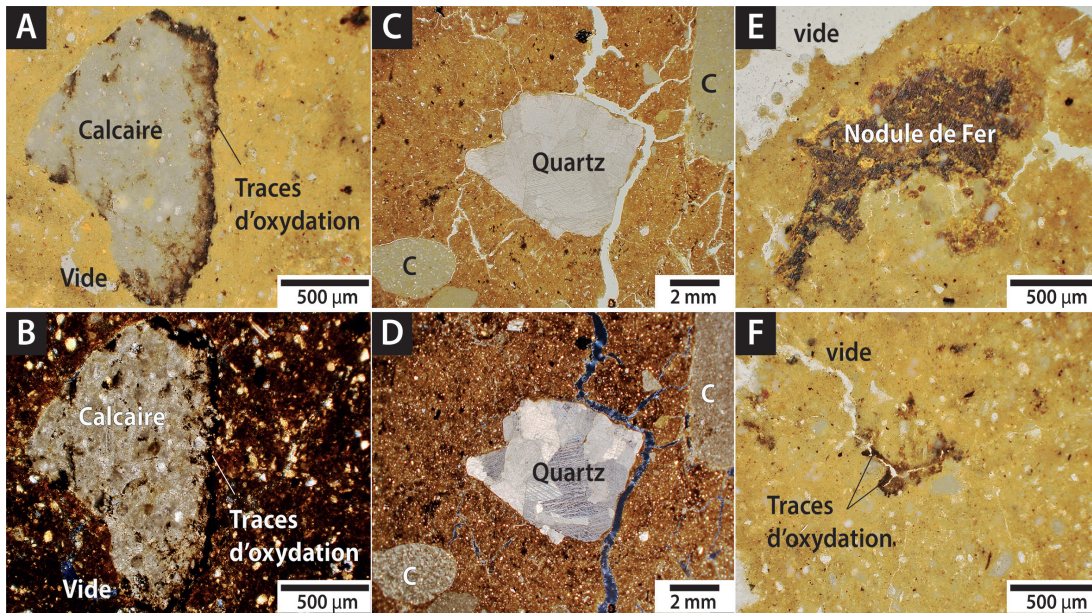 A
Calcaire
Traces
d'oxydation
Vide
500 µm
B
Calcaire
Traces
d'oxydation
Vide
500 µm
C
C
Quartz
C
2 mm
D
C
Quartz
C
2 mm
E
vide
Nodule de Fer
500 µm
F
vide
Traces
d'oxydation
500 µm